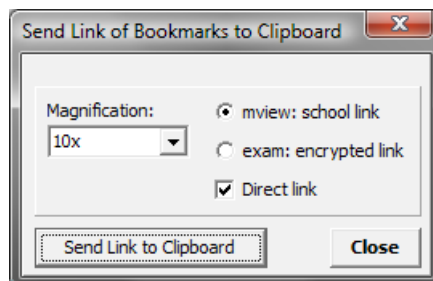 Send Link of Bookmarks to Clipboard
Magnification:
10x
mview: school link
exam: encrypted link
Direct link
Send Link to Clipboard
Close